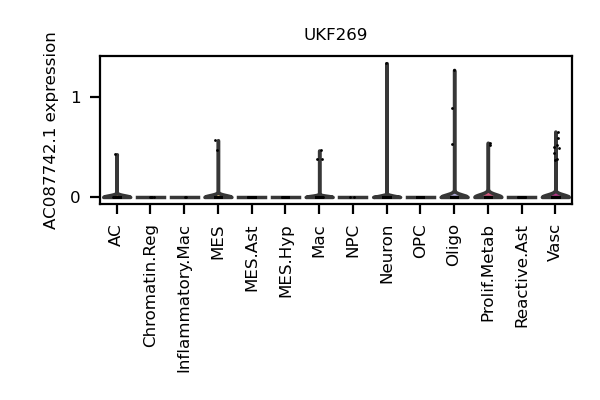 UKF269
AC087742.1 expression
1
0
AC
Chromatin.Reg
Inflammatory.Mac
MES
MES.Ast
MES.Hyp
Mac
NPC
Neuron
OPC
Oligo
Prolif.Metab
Reactive.Ast
Vasc